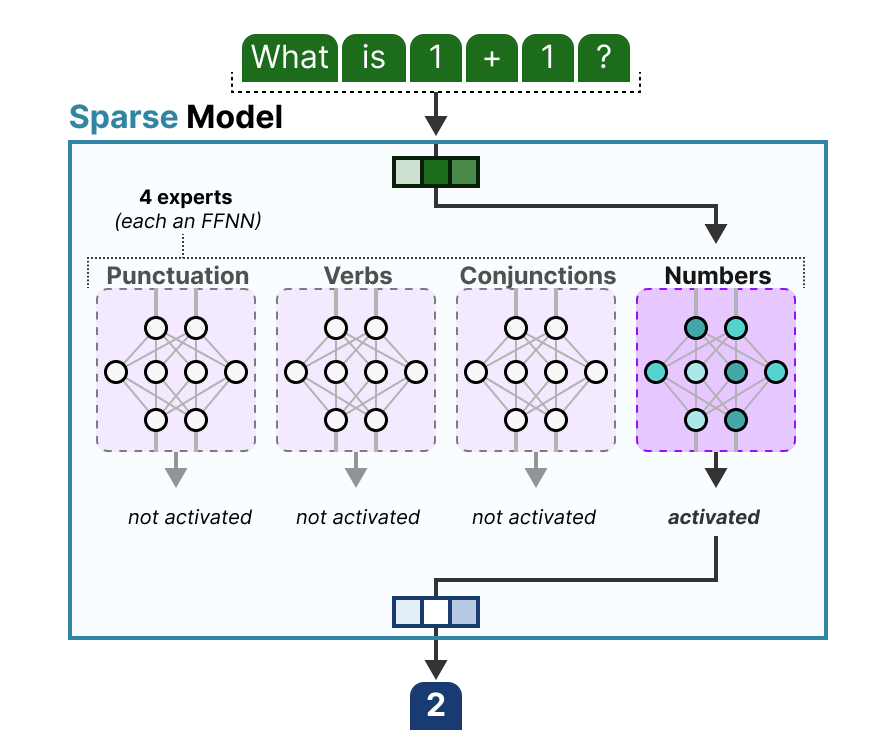 What is 1 + 1 ?
Sparse Model
4 experts
(each an FFNN)
Punctuation Verbs Conjunctions Numbers
not activated not activated not activated activated
2